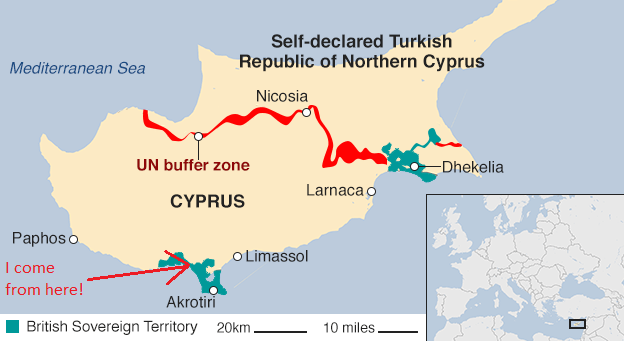 Self-declared Turkish
Republic of Northern Cyprus
Mediterranean Sea
Nicosia
UN buffer zone
Dhekelia
Larnaca
CYPRUS
Paphos
Limassol
I come
from here!
Akrotiri
British Sovereign Territory 20km 10 miles